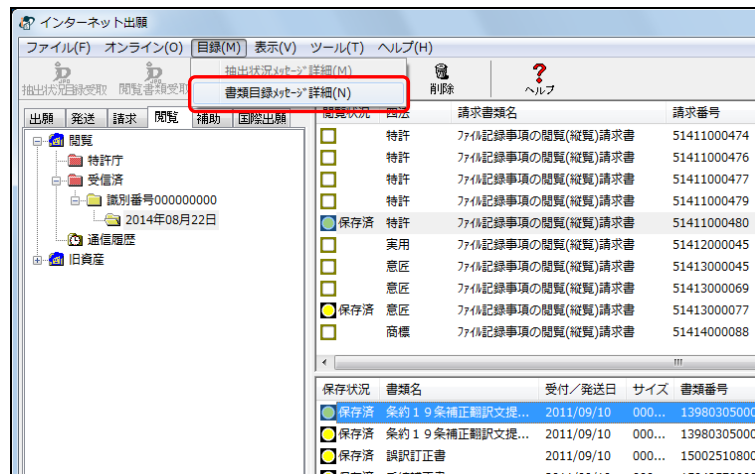 インターネット出願
ファイル(F) オンライン(O) 目録(M) 表示(V) ツール(T) ヘルプ(H)
抽出状況目録受取 閲覧書類受取 削除 ヘルプ
抽出状況ﾒｯｾｰｼﾞ詳細(M)
書類目録ﾒｯｾｰｼﾞ詳細(N)
出願 発送 請求 閲覧 補助 国際出願
閲覧
特許庁
受信済
識別番号000000000
2014年08月22日
通信履歴
旧資産
閲覧状況 四法 請求書類名 請求番号
特許 ﾌｧｲﾙ記録事項の閲覧(縦覧)請求書 51411000474
特許 ﾌｧｲﾙ記録事項の閲覧(縦覧)請求書 51411000476
特許 ﾌｧｲﾙ記録事項の閲覧(縦覧)請求書 51411000477
特許 ﾌｧｲﾙ記録事項の閲覧(縦覧)請求書 51411000479
保存済 特許 ﾌｧｲﾙ記録事項の閲覧(縦覧)請求書 51411000480
実用 ﾌｧｲﾙ記録事項の閲覧(縦覧)請求書 51412000045
意匠 ﾌｧｲﾙ記録事項の閲覧(縦覧)請求書 51413000045
意匠 ﾌｧｲﾙ記録事項の閲覧(縦覧)請求書 51413000069
保存済 意匠 ﾌｧｲﾙ記録事項の閲覧(縦覧)請求書 51413000077
商標 ﾌｧｲﾙ記録事項の閲覧(縦覧)請求書 51414000088
保存状況 書類名 受付／発送日 サイズ 書類番号
保存済 条約１９条補正翻訳文提... 2011/09/10 000... 13980305000
保存済 条約１９条補正翻訳文提... 2011/09/10 000... 13980305000
保存済 誤訳訂正書 2011/09/10 000... 15002510800